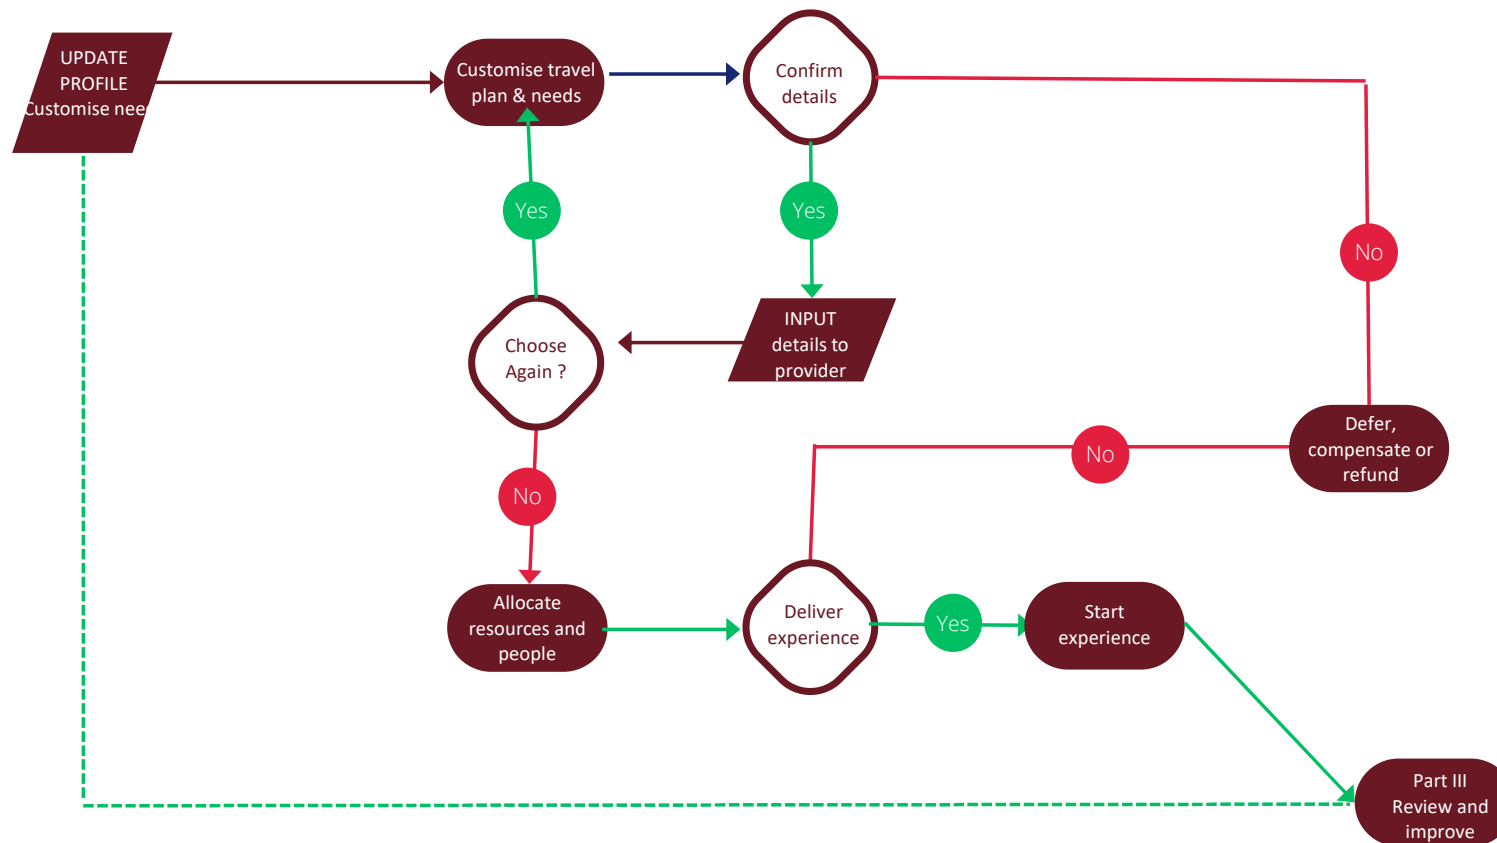 UPDATE
PROFILE
Customise need
Customise travel
plan & needs
Confirm
details
Yes
Yes
No
INPUT
details to
provider
Choose
Again ?
Defer,
compensate or
refund
No
No
Allocate
resources and
people
Deliver
experience
Yes
Start
experience
Part III
Review and
improve